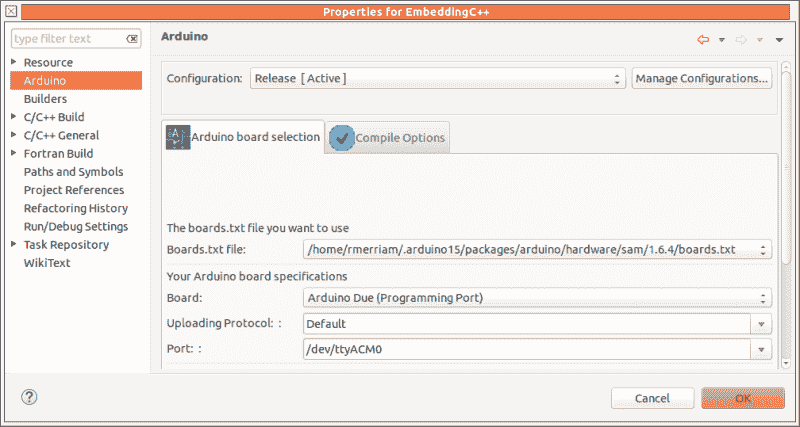 Properties for EmbeddingC++
type filter text
Resource
Arduino
Builders
C/C++ Build
C/C++ General
Fortran Build
Paths and Symbols
Project References
Refactoring History
Run/Debug Settings
Task Repository
WikiText
Arduino
Configuration: Release [ Active ] Manage Configurations...
Arduino board selection Compile Options
The boards.txt file you want to use
Boards.txt file: /home/rmerriam/.arduino15/packages/arduino/hardware/sam/1.6.4/boards.txt
Your Arduino board specifications
Board: Arduino Due (Programming Port)
Uploading Protocol: : Default
Port: : /dev/ttyACM0
? Cancel OK